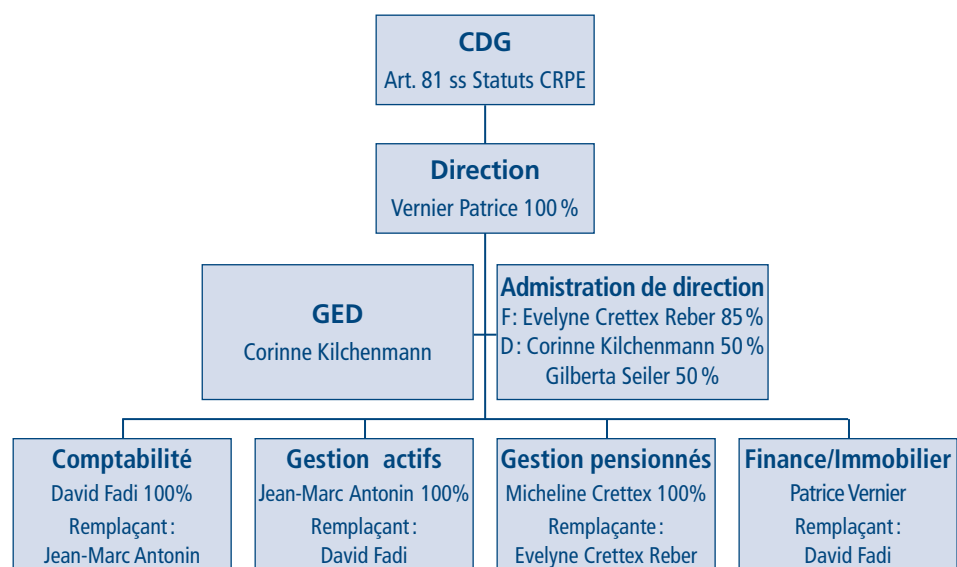 CDG
Art. 81 ss Statuts CRPE
Direction
Vernier Patrice 100 %
GED
Corinne Kilchenmann
Admistration de direction
F: Evelyne Crettex Reber 85 %
D: Corinne Kilchenmann 50 %
Gilberta Seiler 50 %
Comptabilité
David Fadi 100%
Remplaçant :
Jean-Marc Antonin
Gestion actifs
Jean-Marc Antonin 100%
Remplaçant :
David Fadi
Gestion pensionnés
Micheline Crettex 100%
Remplaçante :
Evelyne Crettex Reber
Finance/Immobilier
Patrice Vernier
Remplaçant :
David Fadi